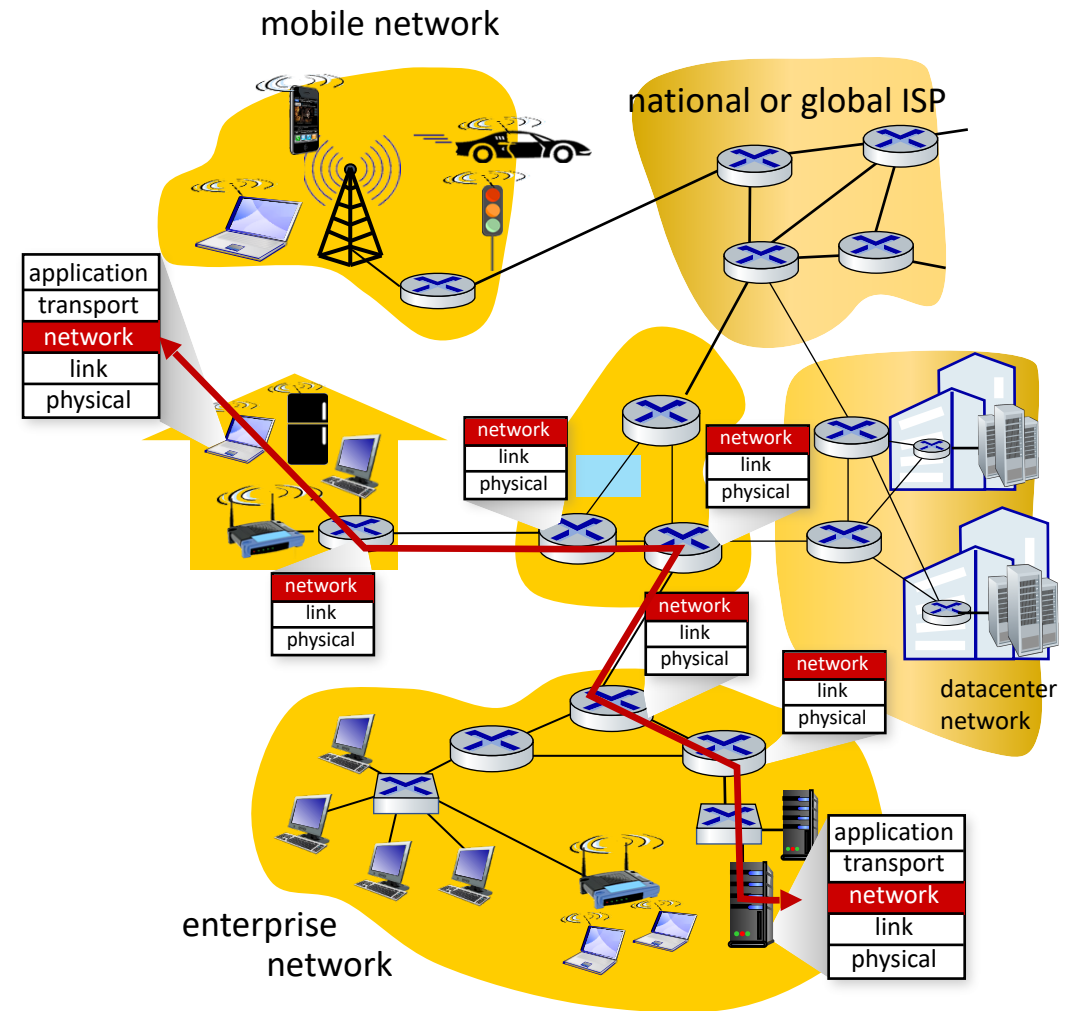 mobile network
national or global ISP
application
transport
network
link
physical
network
link
physical
network
link
physical
network
link
physical
network
link
physical
network
link
physical
datacenter
network
application
transport
network
link
physical
enterprise
network